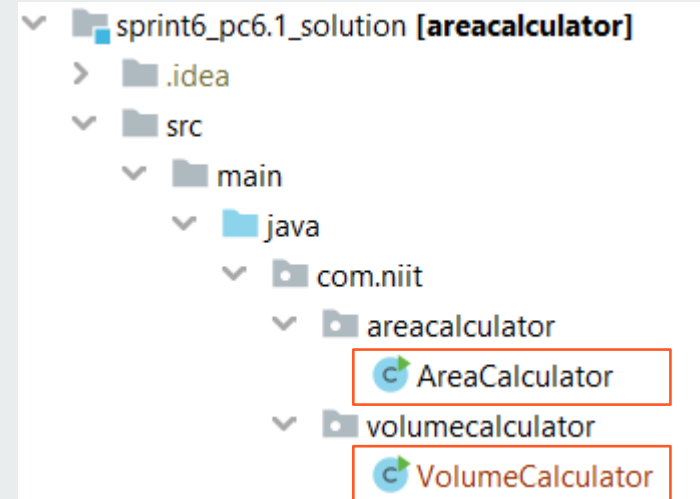 sprint6_pc6.1_solution [areacalculator]
.idea
src
main
java
com.niit
areacalculator
C AreaCalculator
volumecalculator
C VolumeCalculator